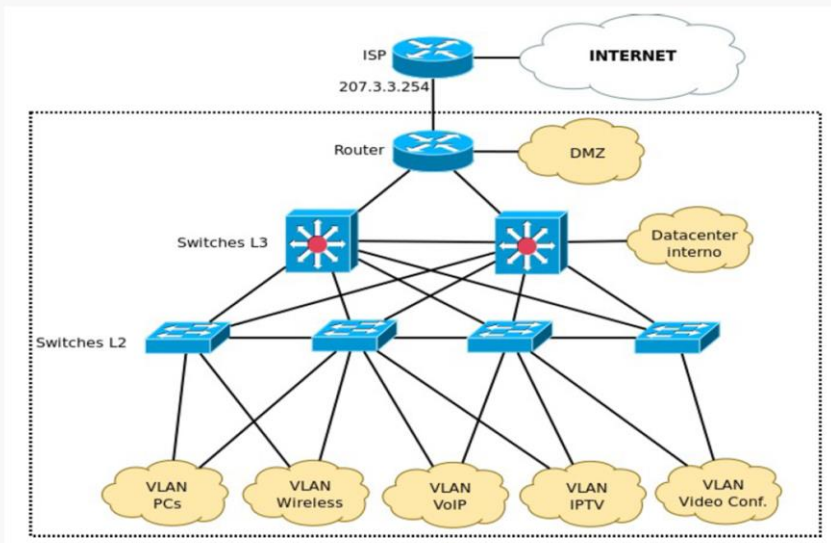 ISP
INTERNET
207.3.3.254
Router
DMZ
Switches L3
Datacenter
interno
Switches L2
VLAN
PCs
VLAN
Wireless
VLAN
VoIP
VLAN
IPTV
VLAN
Video Conf.